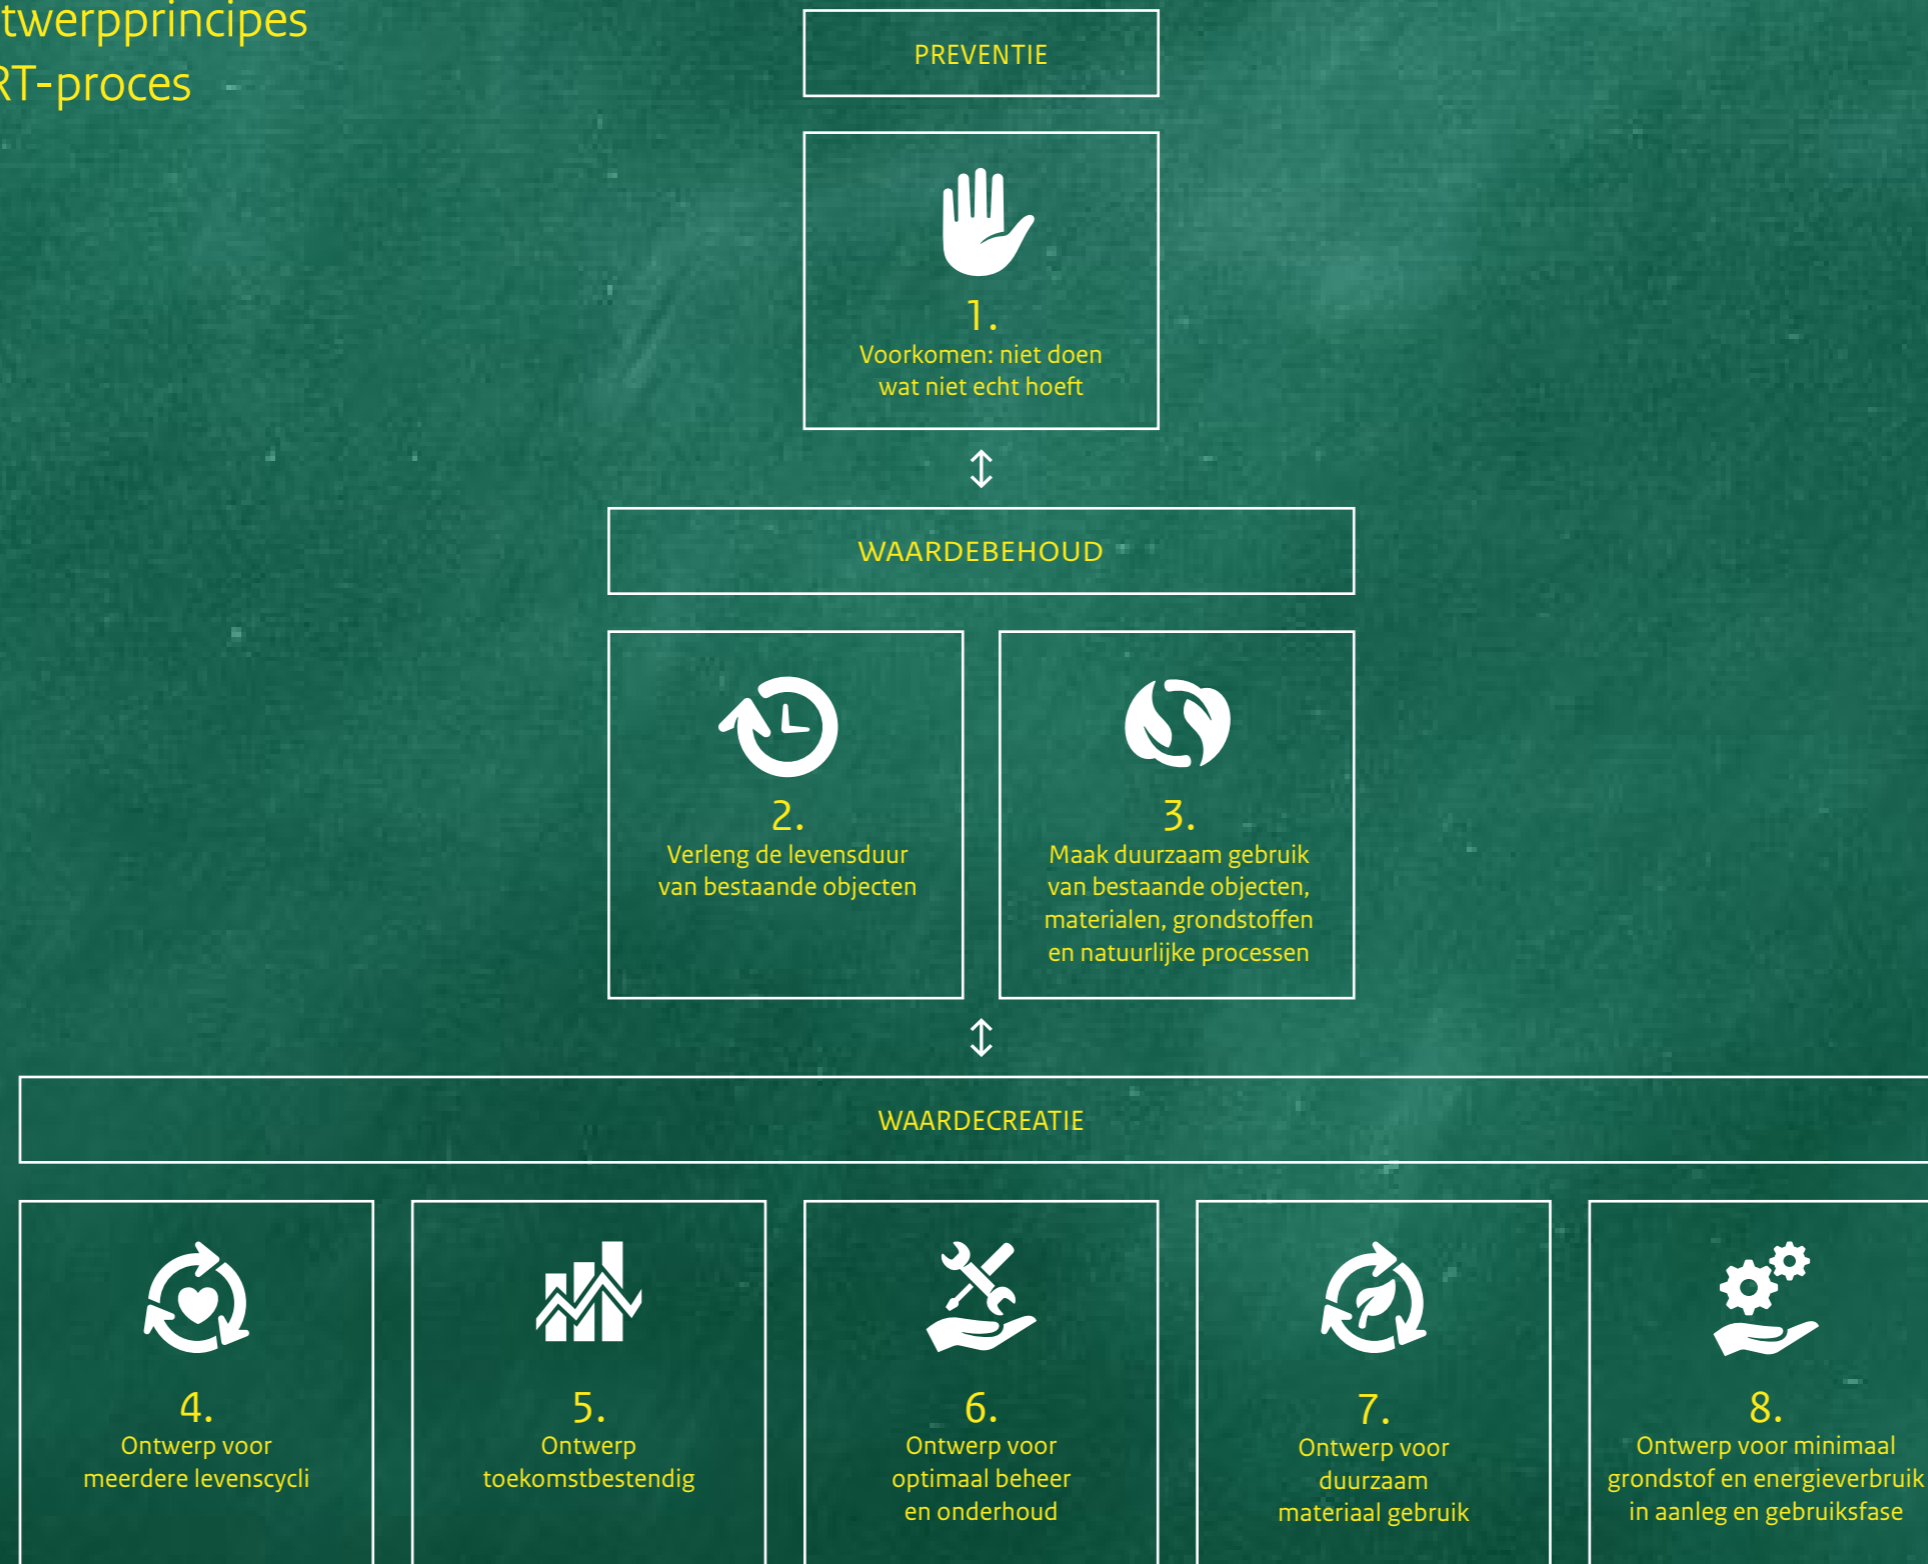 twerpprincipes
RT-proces
PREVENTIE
1.
Voorkomen: niet doen
wat niet echt hoeft
WAARDEBEHOUD
2.
Verleng de levensduur
van bestaande objecten
3.
Maak duurzaam gebruik
van bestaande objecten,
materialen, grondstoffen
en natuurlijke processen
WAARDECREATIE
4.
Ontwerp voor
meerdere levenscycli
5.
Ontwerp
toekomstbestendig
6.
Ontwerp voor
optimaal beheer
en onderhoud
7.
Ontwerp voor
duurzaam
materiaal gebruik
8.
Ontwerp voor minimaal
grondstof en energieverbruik
in aanleg en gebruiksfase